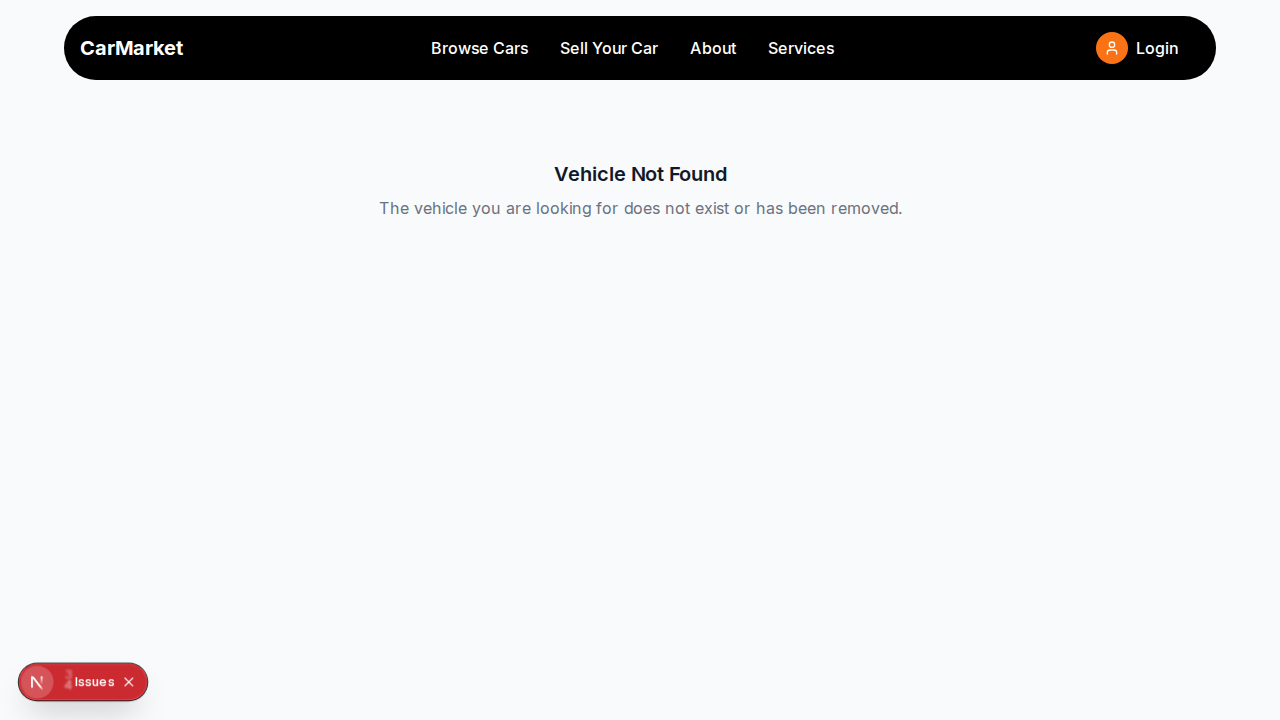 CarMarket
Browse Cars
Sell Your Car
About
Services
Login
Vehicle Not Found
The vehicle you are looking for does not exist or has been removed.
Issues